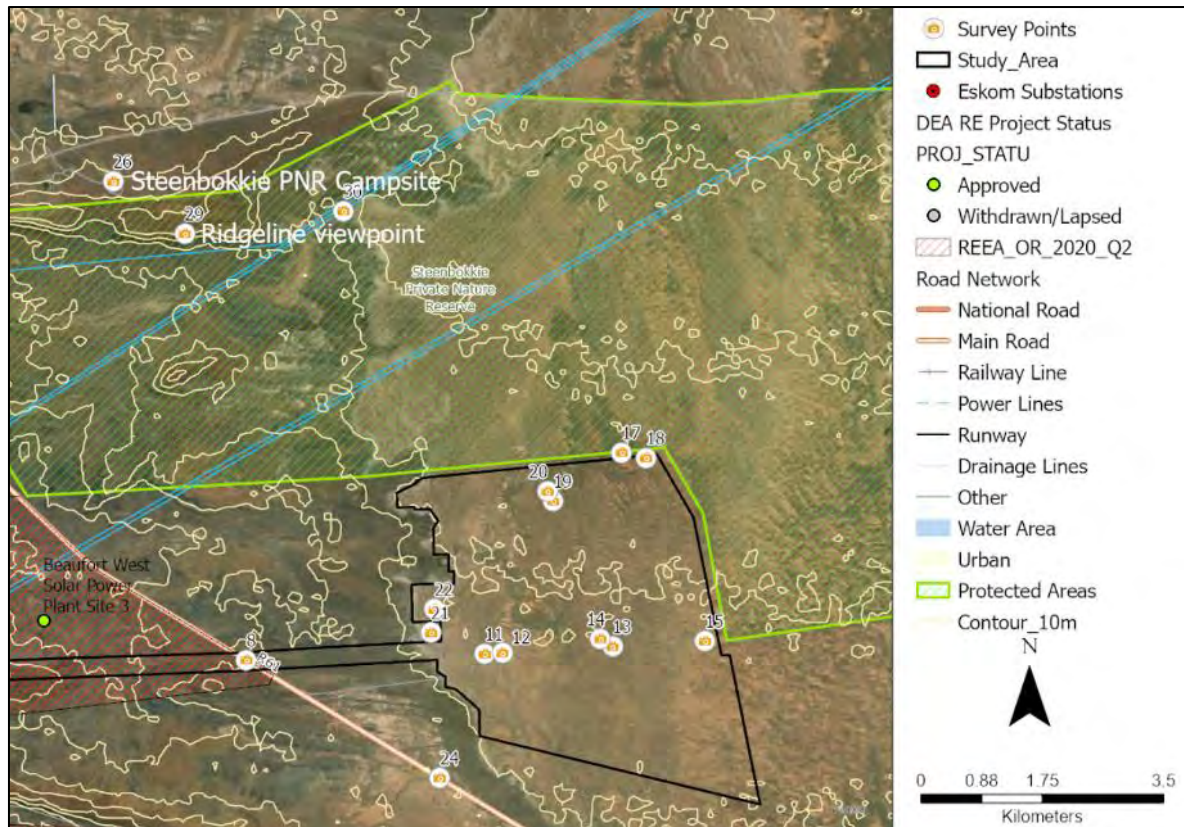 26
Steenbokkie PNR Campsite
30
29
Ridgeline viewpoint
Steenbokkie
Private Nature
Reserve
17
18
20
19
Beaufort West
Solar Power
Plant Site 3
22
21
8
R61
11
12
14
13
15
24
Survey Points
Study_Area
Eskom Substations
DEA RE Project Status
PROJ_STATU
Approved
Withdrawn/Lapsed
REEA_OR_2020_Q2
Road Network
National Road
Main Road
Railway Line
Power Lines
Runway
Drainage Lines
Other
Water Area
Urban
Protected Areas
Contour_10m
N
0 0.88 1.75 3.5
Kilometers